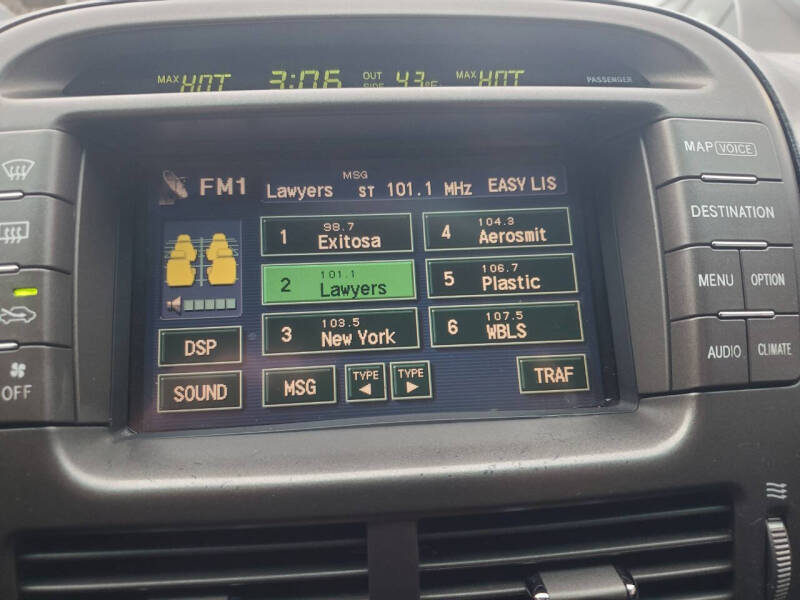 MAX HOT 3:06 OUT SIDE 43°F MAX HOT PASSENGER
MSG
FM1 Lawyers ST 101.1 MHz EASY LIS
98.7
1 Exitosa
104.3
4 Aerosmit
101.1
2 Lawyers
106.7
5 Plastic
103.5
3 New York
107.5
6 WBLS
DSP
SOUND
MSG
TYPE
TYPE
TRAF
OFF
MAP VOICE
DESTINATION
MENU
OPTION
AUDIO
CLIMATE